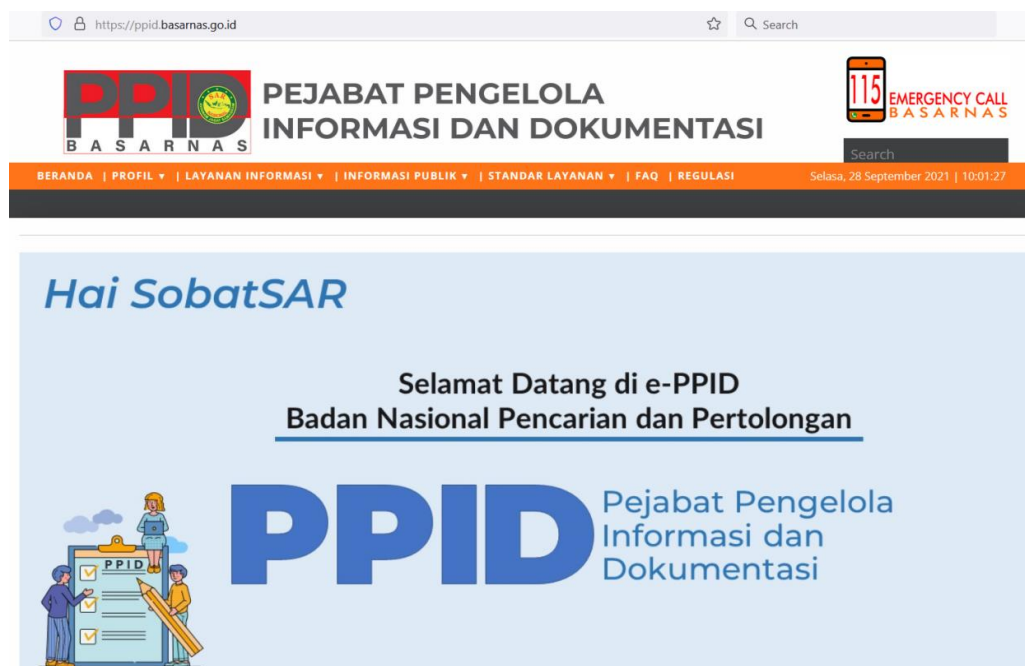 https://ppid.basarnas.go.id
Search
PPID
BASARNAS
PEJABAT PENGELOLA
INFORMASI DAN DOKUMENTASI
115
EMERGENCY CALL
BASARNAS
Search
BERANDA | PROFIL ▾ | LAYANAN INFORMASI ▾ | INFORMASI PUBLIK ▾ | STANDAR LAYANAN ▾ | FAQ | REGULASI
Selasa, 28 September 2021 | 10:01:27
Hai SobatSAR
Selamat Datang di e-PPID
Badan Nasional Pencarian dan Pertolongan
PPID
Pejabat Pengelola
Informasi dan
Dokumentasi
PPID